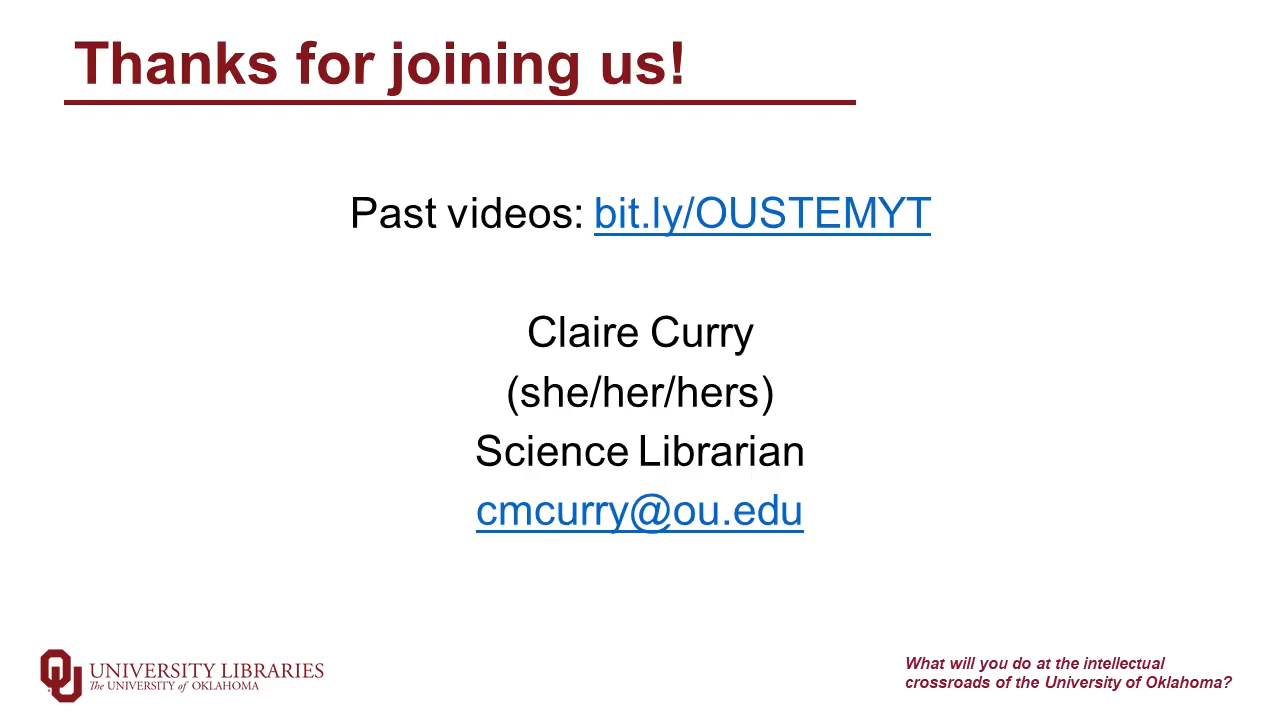 Thanks for joining us!
Past videos: bit.ly/OUSTEMYT
Claire Curry
(she/her/hers)
Science Librarian
cmcurry@ou.edu
OU
UNIVERSITY LIBRARIES
The UNIVERSITY of OKLAHOMA
What will you do at the intellectual
crossroads of the University of Oklahoma?